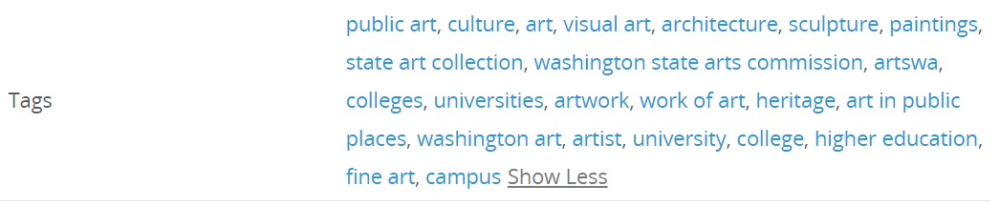 public art, culture, art, visual art, architecture, sculpture, paintings,
state art collection, washington state arts commission, artswa,
Tags
colleges, universities, artwork, work of art, heritage, art in public
places, washington art, artist, university, college, higher education,
fine art, campus Show Less